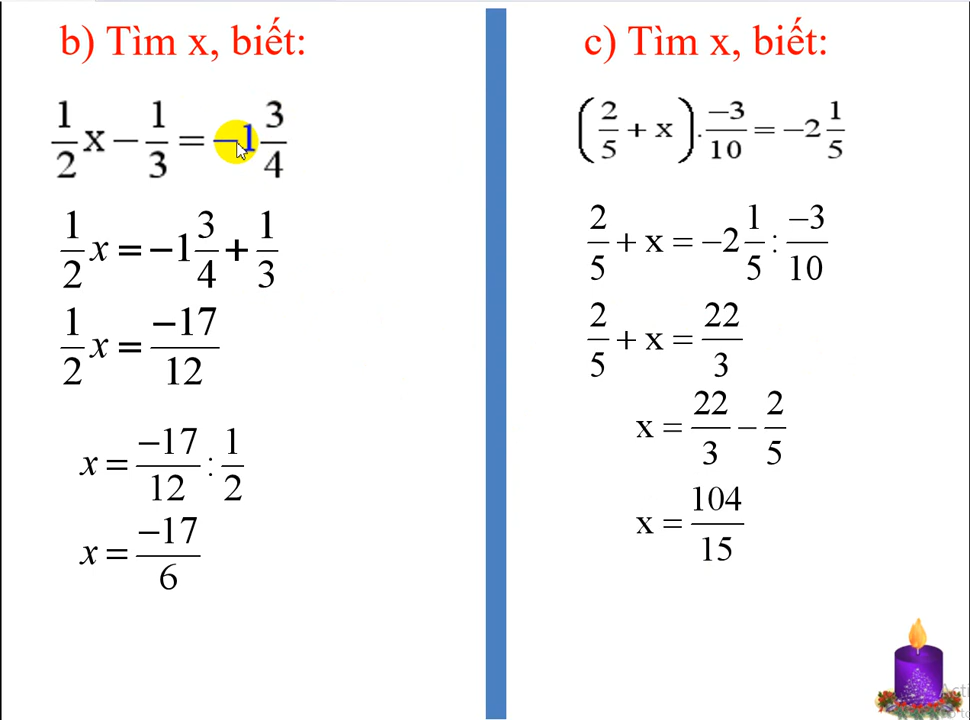 b) Tìm x, biết:
1/2 x − 1/3 = −1 3/4
1/2 x = −1 3/4 + 1/3
1/2 x = −17/12
x = −17/12 : 1/2
x = −17/6
c) Tìm x, biết:
(2/5 + x) . −3/10 = −2 1/5
2/5 + x = −2 1/5 : −3/10
2/5 + x = 22/3
x = 22/3 − 2/5
x = 104/15